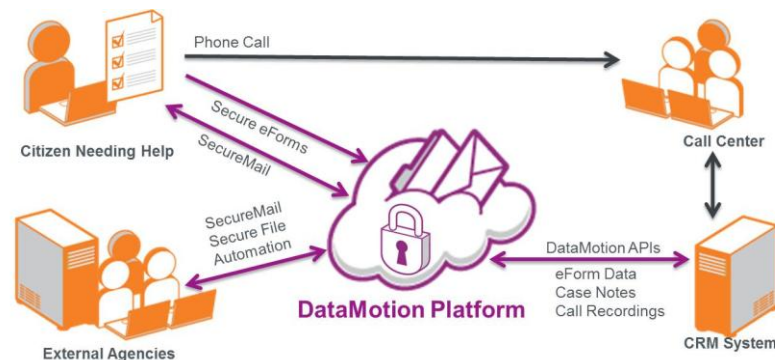 Phone Call
Secure eForms
SecureMail
Citizen Needing Help
Call Center
SecureMail
Secure File
Automation
DataMotion APIs
eForm Data
Case Notes
Call Recordings
DataMotion Platform
External Agencies
CRM System